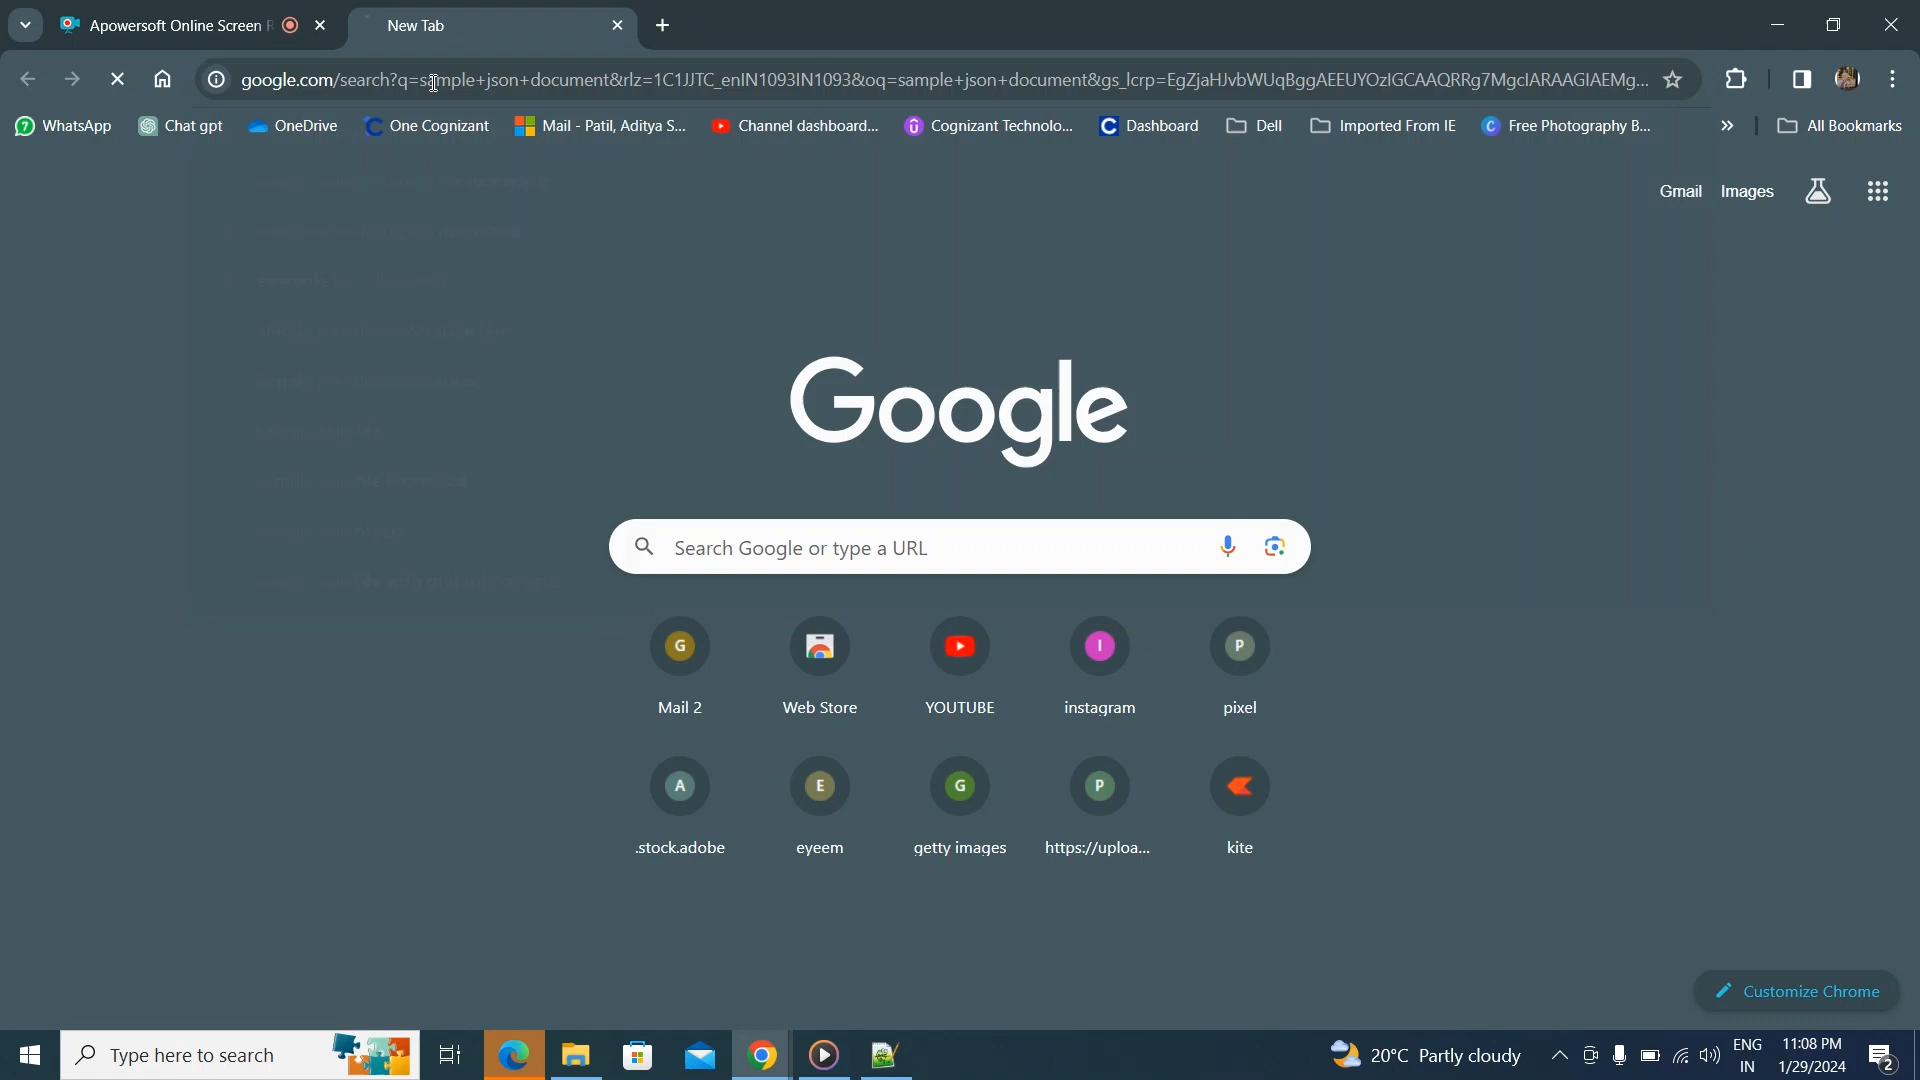 Apowersoft Online Screen R
New Tab
google.com/search?q=sample+json+document&rlz=1C1JJTC_enIN1093IN1093&oq=sample+json+document&gs_lcrp=EgZjaHJvbWUqBggAEEUYOzIGCAAQRRg7MgcIARAAGIAEMg...
WhatsApp
Chat gpt
OneDrive
One Cognizant
Mail - Patil, Aditya S...
Channel dashboard...
Cognizant Technolo...
Dashboard
Dell
Imported From IE
Free Photography B...
»
All Bookmarks
Gmail
Images
Google
Search Google or type a URL
G
I
P
Mail 2
Web Store
YOUTUBE
instagram
pixel
A
E
G
P
.stock.adobe
eyeem
getty images
https://uploa...
kite
Customize Chrome
Type here to search
20°C Partly cloudy
ENG
IN
11:08 PM
1/29/2024
2